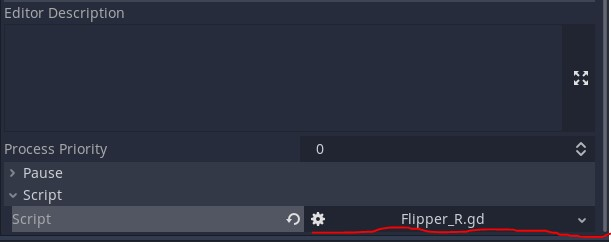 Editor Description
Process Priority 0
Pause
Script
Script Flipper_R.gd